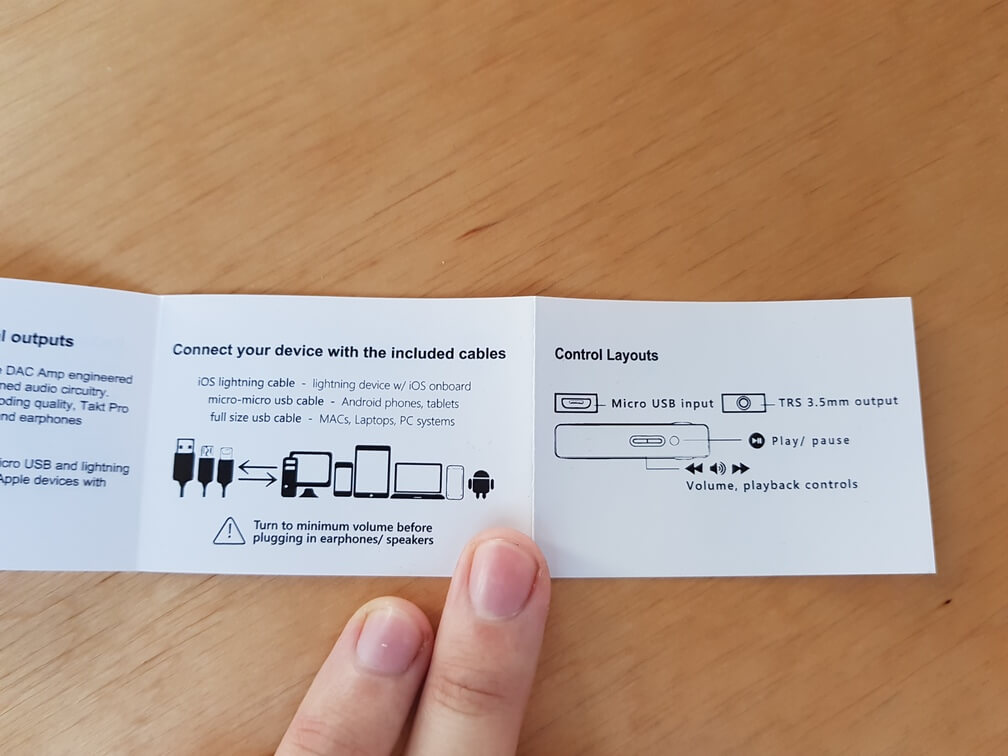 l outputs
DAC Amp engineered
ned audio circuitry.
oding quality, Takt Pro
nd earphones
icro USB and lightning
Apple devices with
Connect your device with the included cables
iOS lightning cable - lightning device w/ iOS onboard
micro-micro usb cable - Android phones, tablets
full size usb cable - MACs, Laptops, PC systems
Turn to minimum volume before
plugging in earphones/ speakers
Control Layouts
Micro USB input
TRS 3.5mm output
Play/ pause
Volume, playback controls